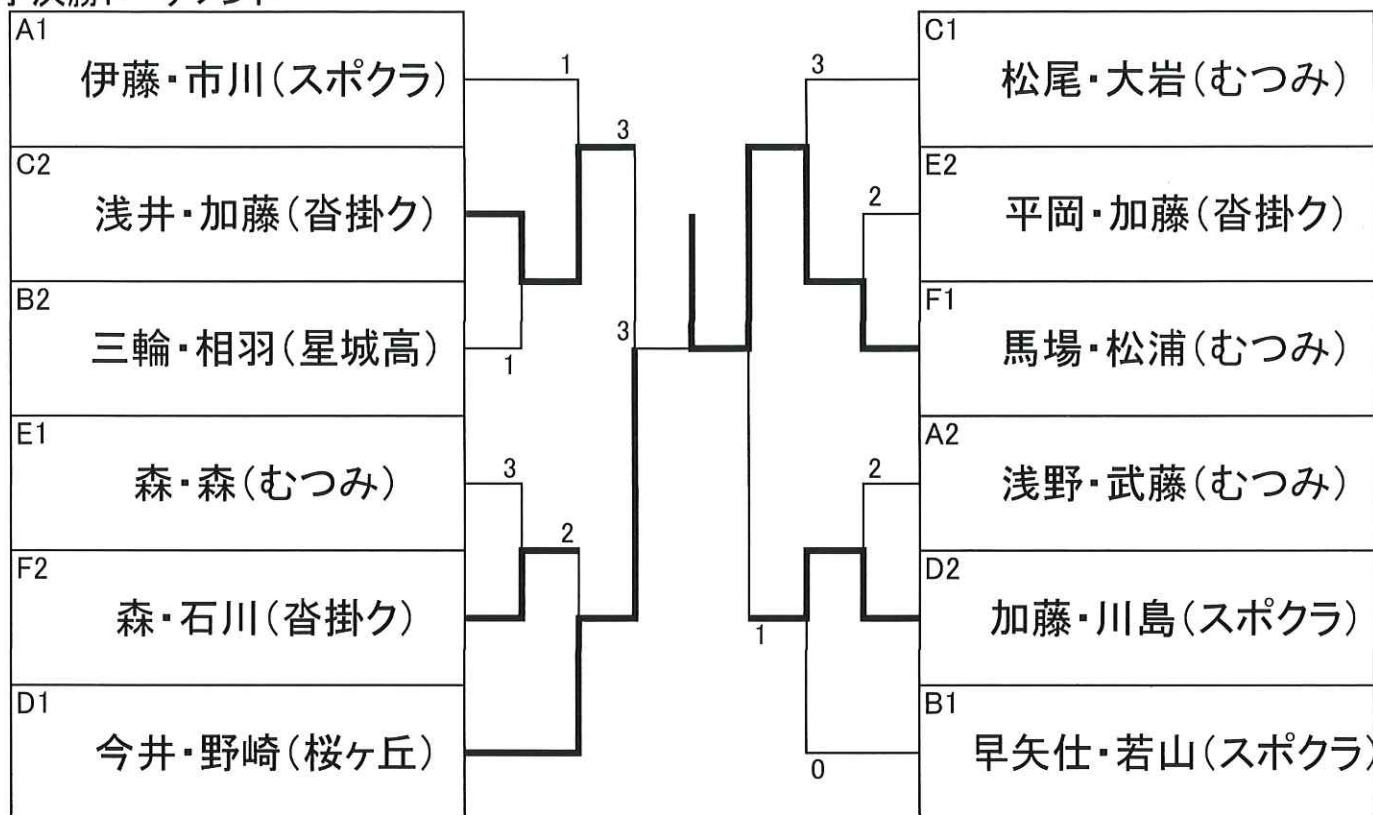 A1
伊藤・市川(スポクラ)
C2
浅井・加藤(沓掛ク)
B2
三輪・相羽(星城高)
E1
森・森(むつみ)
F2
森・石川(沓掛ク)
D1
今井・野崎(桜ヶ丘)
1
3
1
3
3
2
3
2
2
1
0
C1
松尾・大岩(むつみ)
E2
平岡・加藤(沓掛ク)
F1
馬場・松浦(むつみ)
A2
浅野・武藤(むつみ)
D2
加藤・川島(スポクラ)
B1
早矢仕・若山(スポクラ)